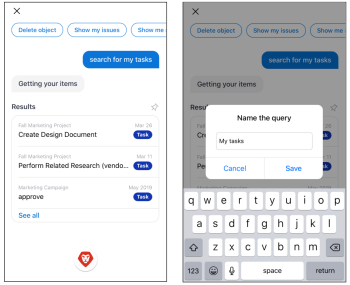 Delete object
Show my issues
Show me
search for my tasks
Getting your items
Results
Fall Marketing Project
Mar 26
Create Design Document
Task
Fall Marketing Project
Mar 11
Perform Related Research (vendo...
Task
Marketing Campaign
May 2019
approve
Task
See all
Delete object
Show my issues
Show me
search for my tasks
Getting your items
Name the query
My tasks
Cancel
Save
q w e r t y u i o p
a s d f g h j k l
z x c v b n m
123
space
return